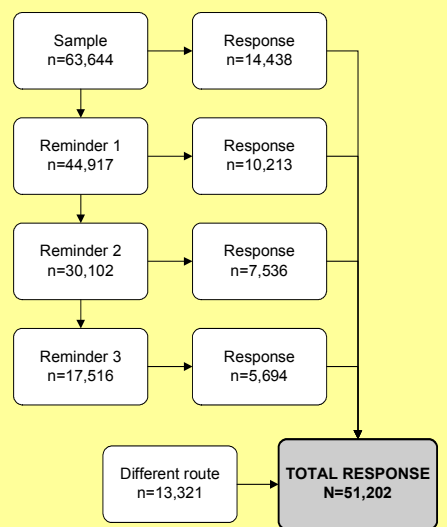 Sample
n=63,644
Response
n=14,438
Reminder 1
n=44,917
Response
n=10,213
Reminder 2
n=30,102
Response
n=7,536
Reminder 3
n=17,516
Response
n=5,694
Different route
n=13,321
TOTAL RESPONSE
N=51,202